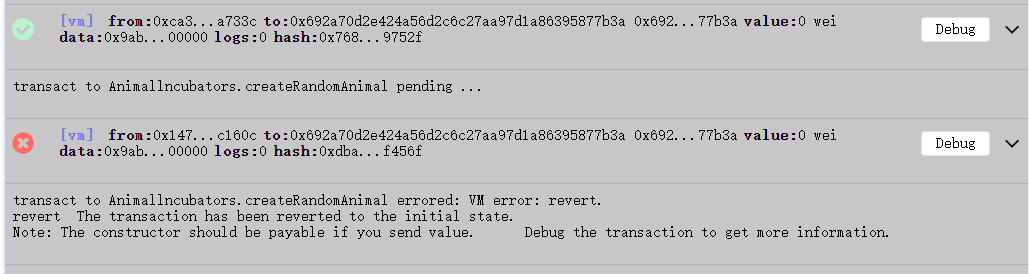 [vm] from:0xca3...a733c to:0x692a70d2e424a56d2c6c27aa97d1a86395877b3a 0x692...77b3a value:0 wei
data:0x9ab...00000 logs:0 hash:0x768...9752f
Debug
transact to AnimalIncubators.createRandomAnimal pending ...
[vm] from:0x147...c160c to:0x692a70d2e424a56d2c6c27aa97d1a86395877b3a 0x692...77b3a value:0 wei
data:0x9ab...00000 logs:0 hash:0xdba...f456f
Debug
transact to AnimalIncubators.createRandomAnimal errored: VM error: revert.
revert The transaction has been reverted to the initial state.
Note: The constructor should be payable if you send value. Debug the transaction to get more information.